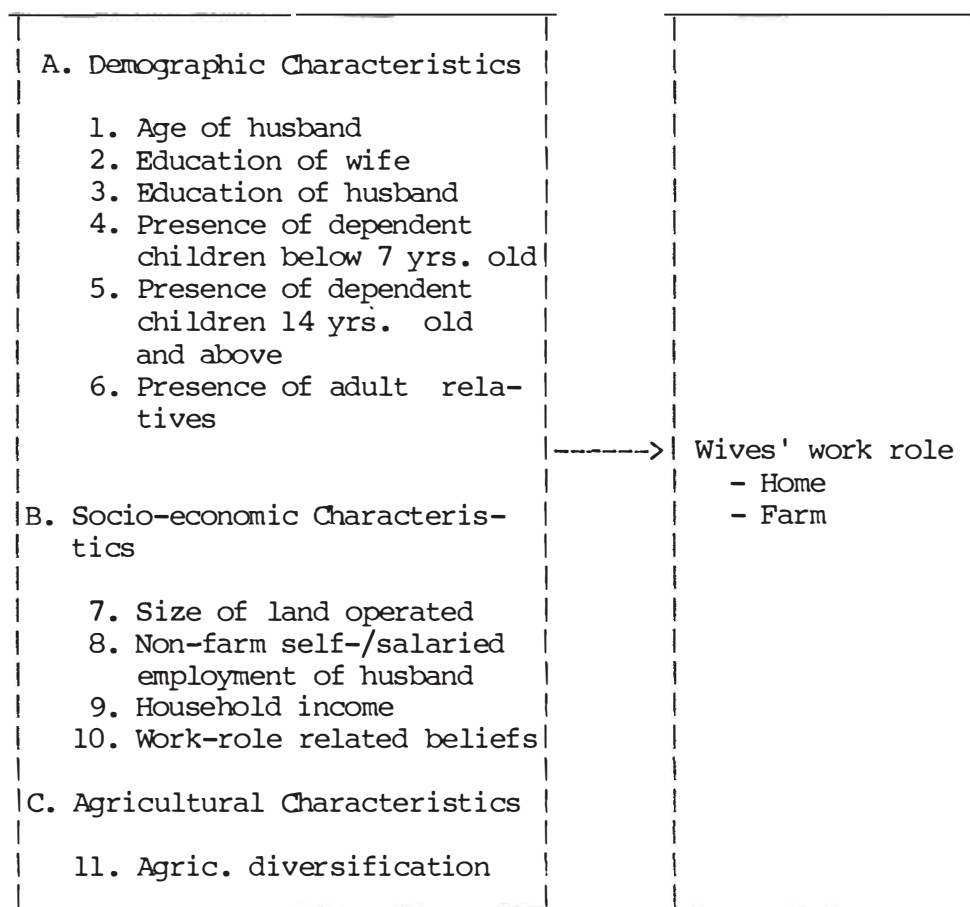 A. Demographic Characteristics
1. Age of husband
2. Education of wife
3. Education of husband
4. Presence of dependent
children below 7 yrs. old
5. Presence of dependent
children 14 yrs. old
and above
6. Presence of adult rela-
tives
------> Wives' work role
- Home
- Farm
B. Socio-economic Characteris-
tics
7. Size of land operated
8. Non-farm self-/salaried
employment of husband
9. Household income
10. Work-role related beliefs
C. Agricultural Characteristics
11. Agric. diversification